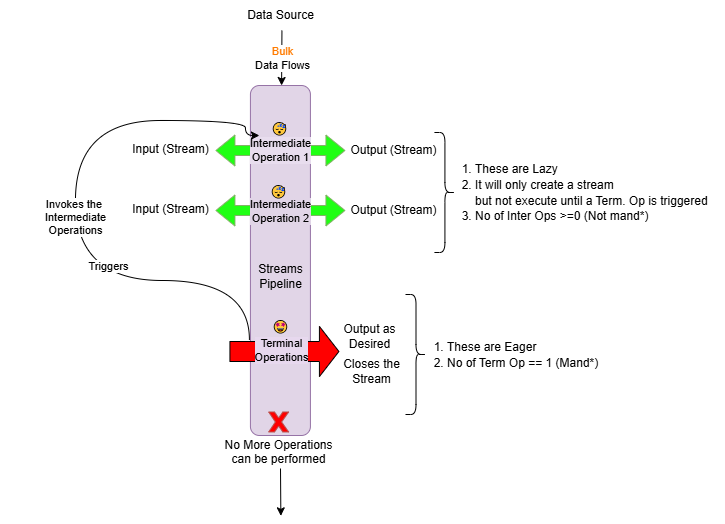 Data Source
Bulk
Data Flows
Intermediate
Operation 1
Input (Stream)
Output (Stream)
Intermediate
Operation 2
Input (Stream)
Output (Stream)
1. These are Lazy
2. It will only create a stream
but not execute until a Term. Op is triggered
3. No of Inter Ops >=0 (Not mand*)
Invokes the
Intermediate
Operations
Triggers
Streams
Pipeline
Terminal
Operations
Output as
Desired
Closes the
Stream
1. These are Eager
2. No of Term Op == 1 (Mand*)
X
No More Operations
can be performed